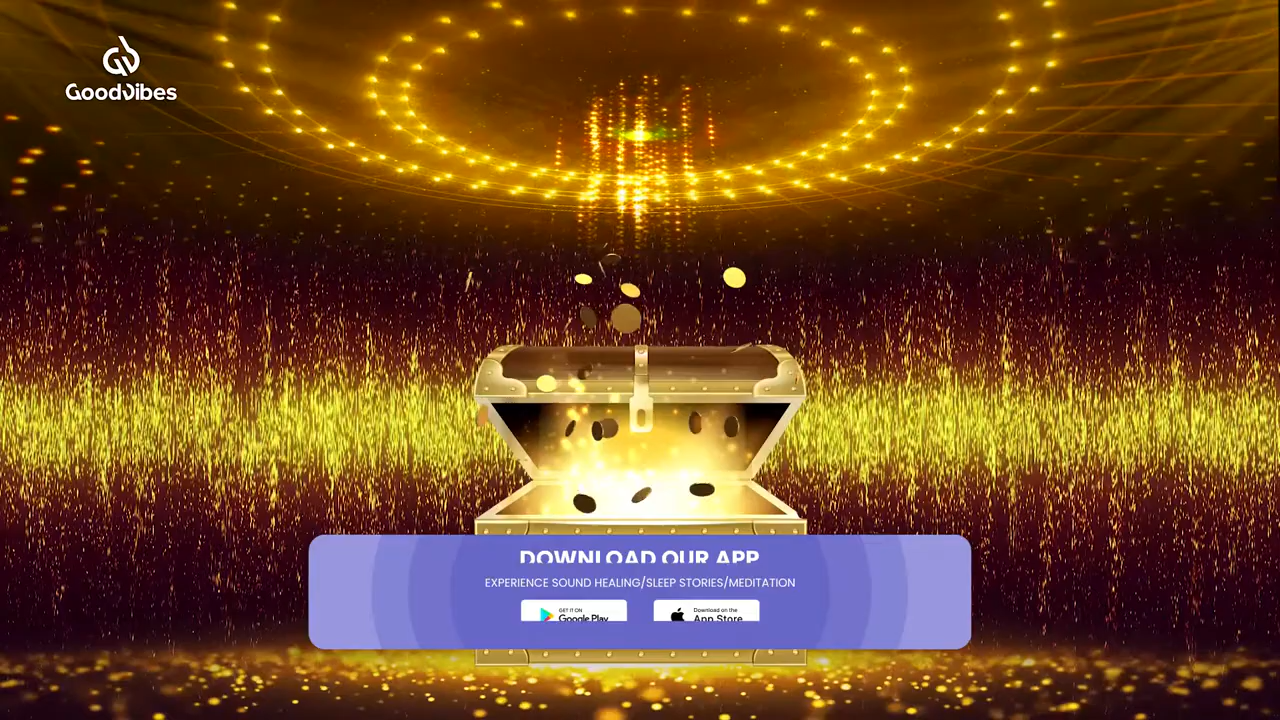 GoodVibes
DOWNLOAD OUR APP
EXPERIENCE SOUND HEALING/SLEEP STORIES/MEDITATION
GET IT ON
Google Play
Download on the
App Store